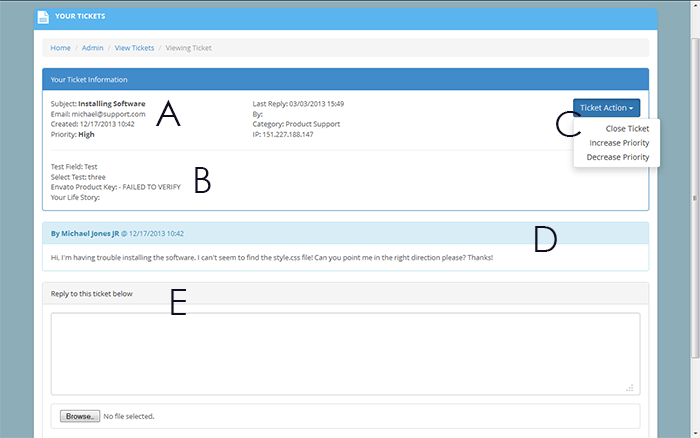 YOUR TICKETS
Home / Admin / View Tickets / Viewing Ticket
Your Ticket Information
Subject: Installing Software
Email: michael@support.com
Created: 12/17/2013 10:42
Priority: High
A
Last Reply: 03/03/2013 15:49
By:
Category: Product Support
IP: 151.227.188.147
Ticket Action
C
Close Ticket
Increase Priority
Decrease Priority
Test Field: Test
Select Test: three
Envato Product Key: - FAILED TO VERIFY
Your Life Story:
B
By Michael Jones JR @ 12/17/2013 10:42
D
Hi, I'm having trouble installing the software. I can't seem to find the style.css file! Can you point me in the right direction please? Thanks!
Reply to this ticket below
E
Browse.. No file selected.